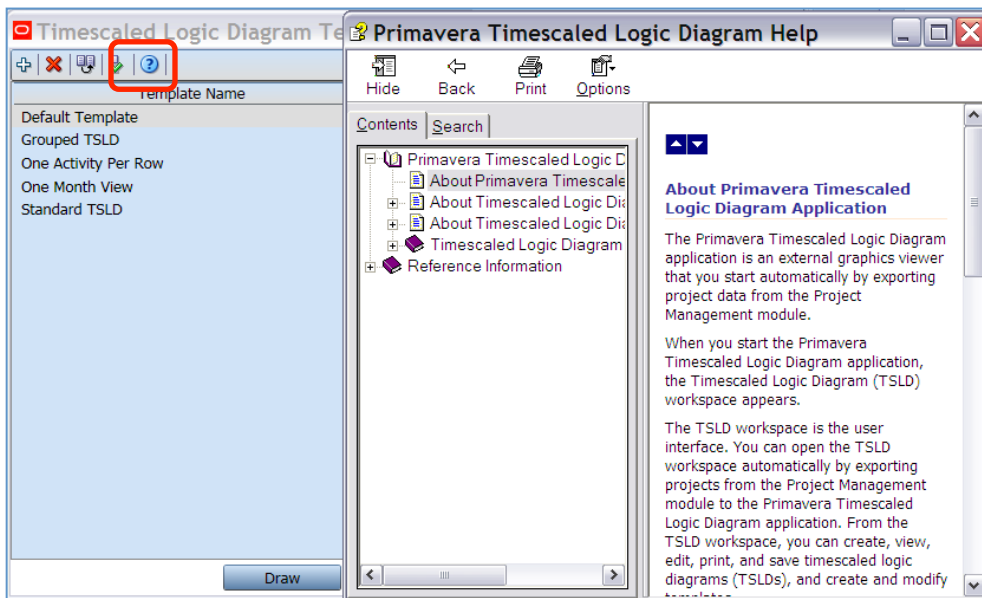 Timescaled Logic Diagram Te
Template Name
Default Template
Grouped TSLD
One Activity Per Row
One Month View
Standard TSLD
Draw
Primavera Timescaled Logic Diagram Help
Hide Back Print Options
Contents Search
Primavera Timescaled Logic D
About Primavera Timescale
About Timescaled Logic Dia
About Timescaled Logic Dia
Timescaled Logic Diagram
Reference Information
About Primavera Timescaled
Logic Diagram Application
The Primavera Timescaled Logic Diagram
application is an external graphics viewer
that you start automatically by exporting
project data from the Project
Management module.
When you start the Primavera
Timescaled Logic Diagram application,
the Timescaled Logic Diagram (TSLD)
workspace appears.
The TSLD workspace is the user
interface. You can open the TSLD
workspace automatically by exporting
projects from the Project Management
module to the Primavera Timescaled
Logic Diagram application. From the
TSLD workspace, you can create, view,
edit, print, and save timescaled logic
diagrams (TSLDs), and create and modify